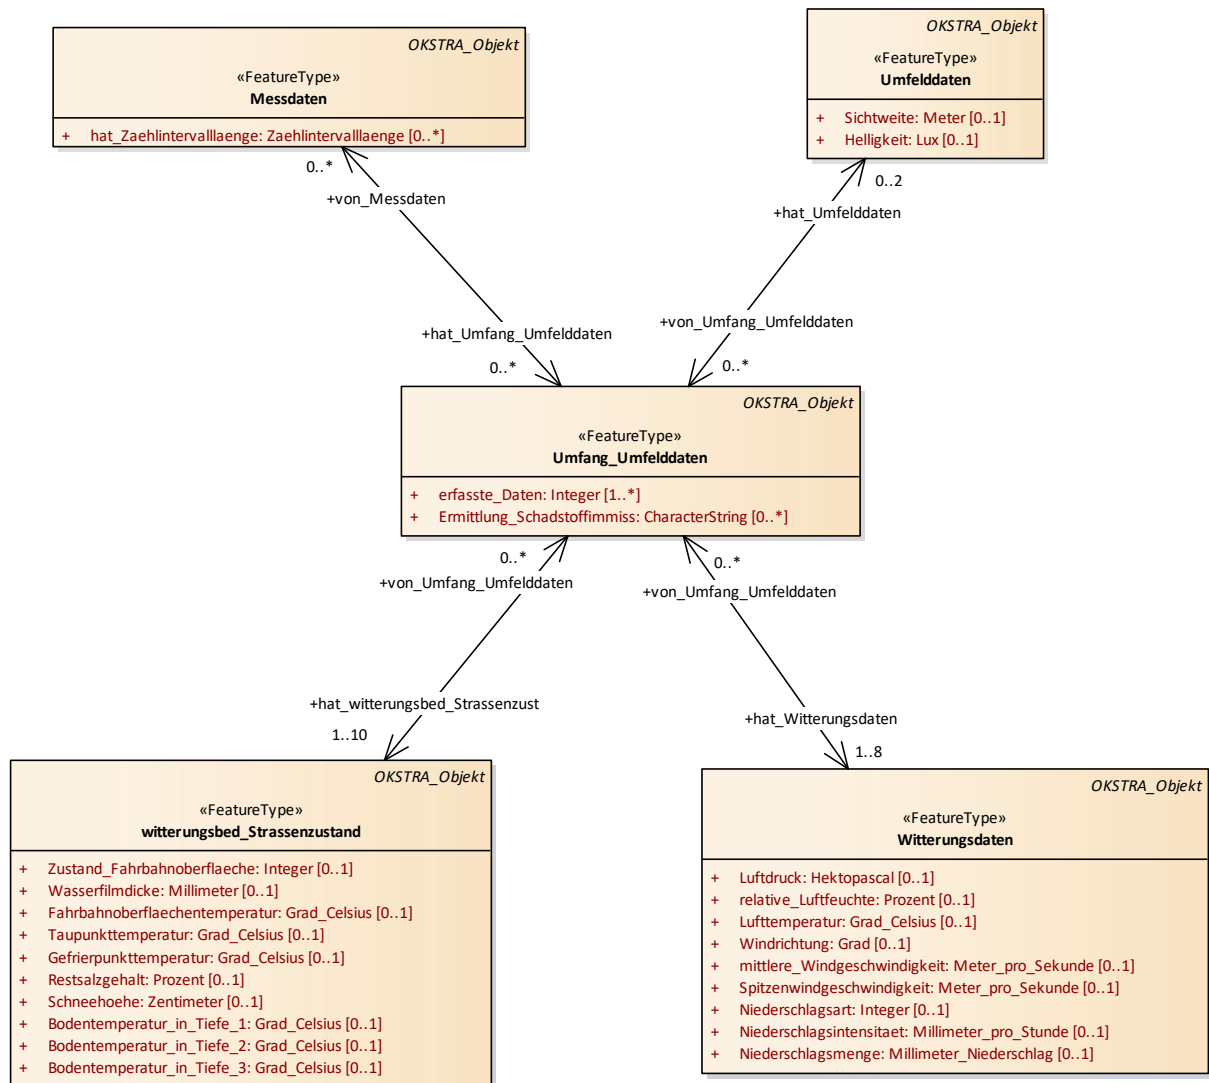 OKSTRA_Objekt
«FeatureType»
Messdaten
+ hat_Zaehlintervalllaenge: Zaehlintervalllaenge [0..*]
OKSTRA_Objekt
«FeatureType»
Umfelddaten
+ Sichtweite: Meter [0..1]
+ Helligkeit: Lux [0..1]
0..*
+von_Messdaten
0..2
+hat_Umfelddaten
+hat_Umfang_Umfelddaten
0..*
+von_Umfang_Umfelddaten
0..*
OKSTRA_Objekt
«FeatureType»
Umfang_Umfelddaten
+ erfasste_Daten: Integer [1..*]
+ Ermittlung_Schadstoffimmiss: CharacterString [0..*]
0..*
+von_Umfang_Umfelddaten
0..*
+von_Umfang_Umfelddaten
+hat_witterungsbed_Strassenzust
1..10
+hat_Witterungsdaten
1..8
OKSTRA_Objekt
«FeatureType»
witterungsbed_Strassenzustand
+ Zustand_Fahrbahnoberflaeche: Integer [0..1]
+ Wasserfilmdicke: Millimeter [0..1]
+ Fahrbahnoberflaechentemperatur: Grad_Celsius [0..1]
+ Taupunkttemperatur: Grad_Celsius [0..1]
+ Gefrierpunkttemperatur: Grad_Celsius [0..1]
+ Restsalzgehalt: Prozent [0..1]
+ Schneehoehe: Zentimeter [0..1]
+ Bodentemperatur_in_Tiefe_1: Grad_Celsius [0..1]
+ Bodentemperatur_in_Tiefe_2: Grad_Celsius [0..1]
+ Bodentemperatur_in_Tiefe_3: Grad_Celsius [0..1]
OKSTRA_Objekt
«FeatureType»
Witterungsdaten
+ Luftdruck: Hektopascal [0..1]
+ relative_Luftfeuchte: Prozent [0..1]
+ Lufttemperatur: Grad_Celsius [0..1]
+ Windrichtung: Grad [0..1]
+ mittlere_Windgeschwindigkeit: Meter_pro_Sekunde [0..1]
+ Spitzenwindgeschwindigkeit: Meter_pro_Sekunde [0..1]
+ Niederschlagsart: Integer [0..1]
+ Niederschlagsintensitaet: Millimeter_pro_Stunde [0..1]
+ Niederschlagsmenge: Millimeter_Niederschlag [0..1]